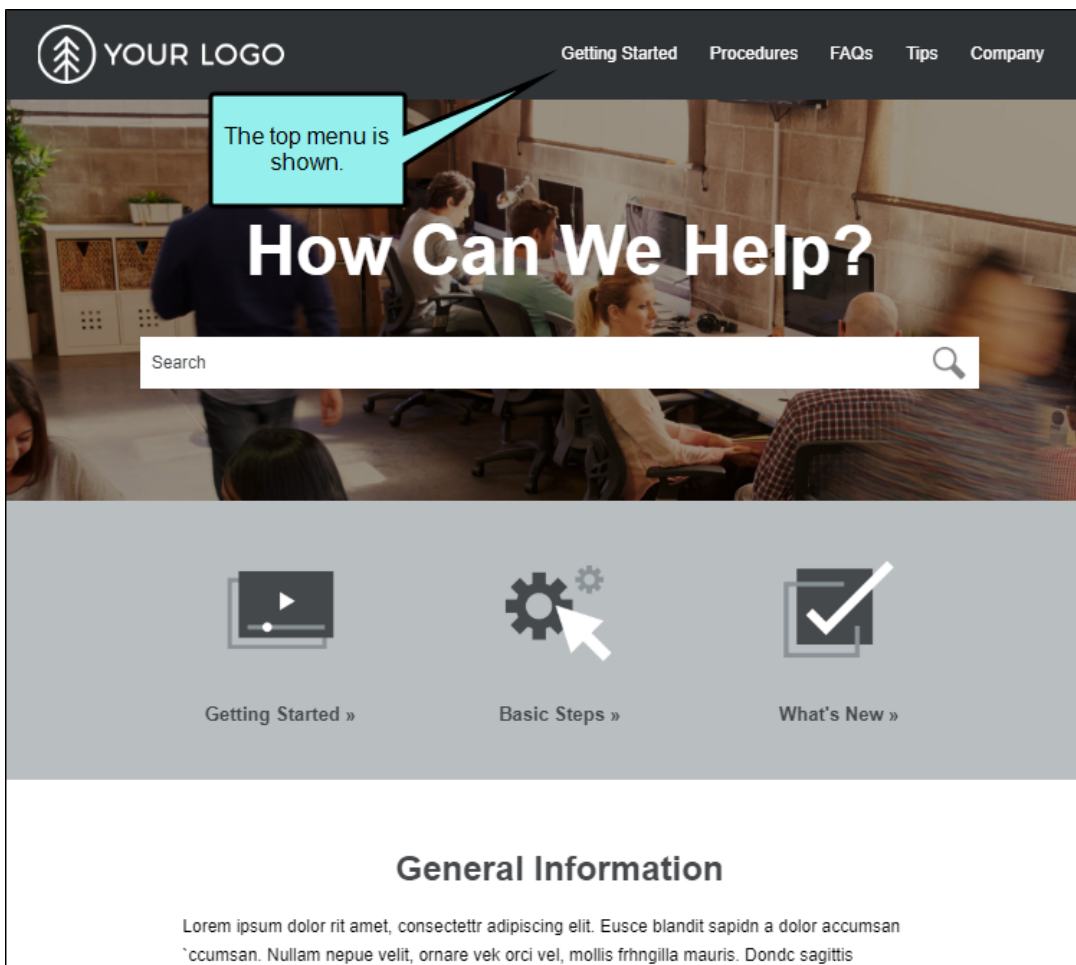 YOUR LOGO
Getting Started Procedures FAQs Tips Company
The top menu is
shown.
How Can We Help?
Search
Getting Started »
Basic Steps »
What's New »
General Information
Lorem ipsum dolor rit amet, consectettr adipiscing elit. Eusce blandit sapidn a dolor accumsan
`ccumsan. Nullam nepue velit, ornare vek orci vel, mollis frhngilla mauris. Dondc sagittis